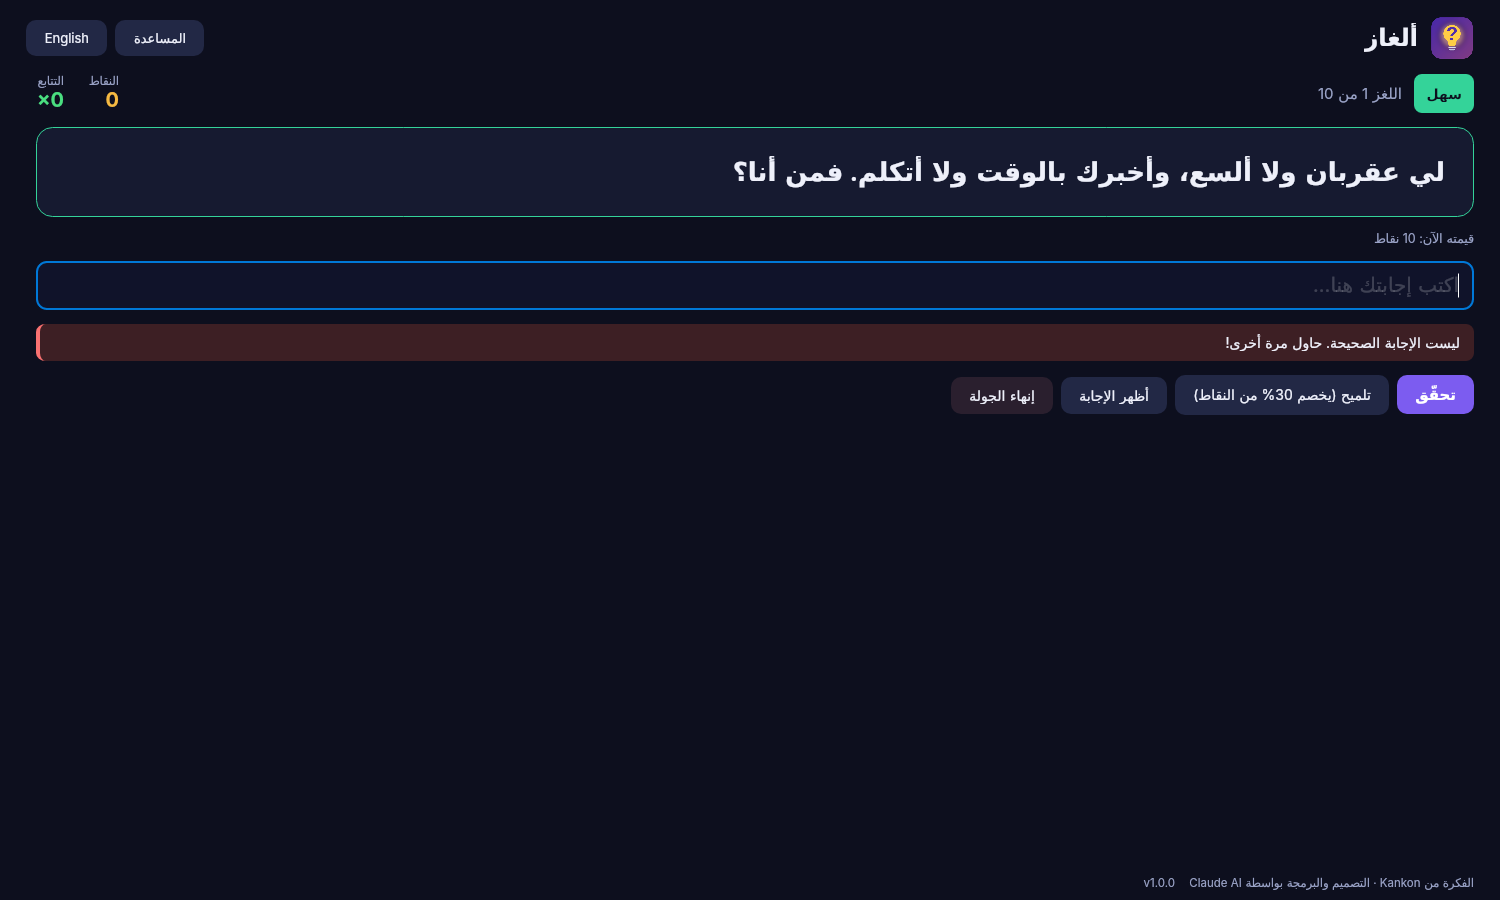 ألغاز
المساعدة
English
سهل
اللغز 1 من 10
النقاط
0
التتابع
×0
لي عقربان ولا ألسع، وأخبرك بالوقت ولا أتكلم. فمن أنا؟
قيمته الآن: 10 نقاط
اكتب إجابتك هنا...
ليست الإجابة الصحيحة. حاول مرة أخرى!
تحقّق
تلميح (يخصم 30% من النقاط)
أظهر الإجابة
إنهاء الجولة
الفكرة من Kankon · التصميم والبرمجة بواسطة Claude AI
v1.0.0